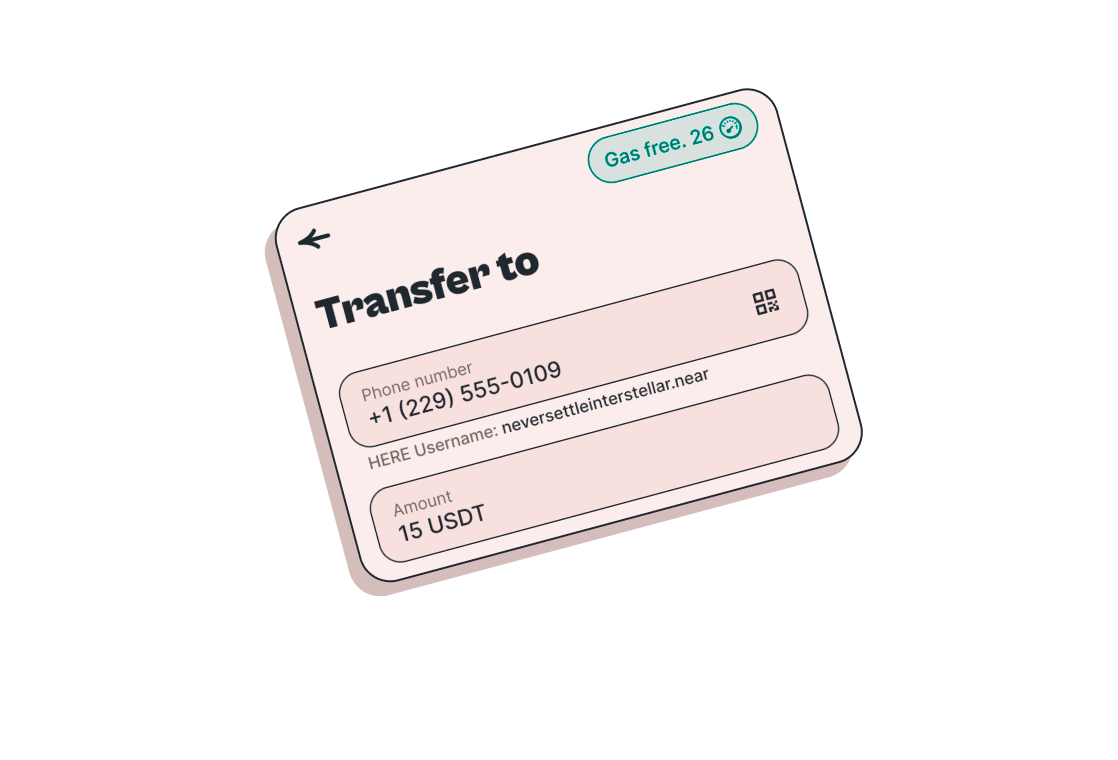 Gas free. 26
Transfer to
Phone number
+1 (229) 555-0109
HERE Username: neversettleinterstellar.near
Amount
15 USDT